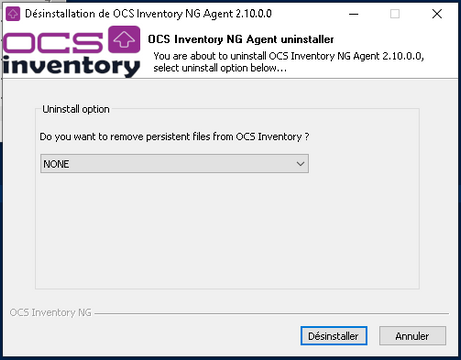 Désinstallation de OCS Inventory NG Agent 2.10.0.0
OCS
inventory
OCS Inventory NG Agent uninstaller
You are about to uninstall OCS Inventory NG Agent 2.10.0.0,
select uninstall option below...
Uninstall option
Do you want to remove persistent files from OCS Inventory ?
NONE
OCS Inventory NG
Désinstaller
Annuler